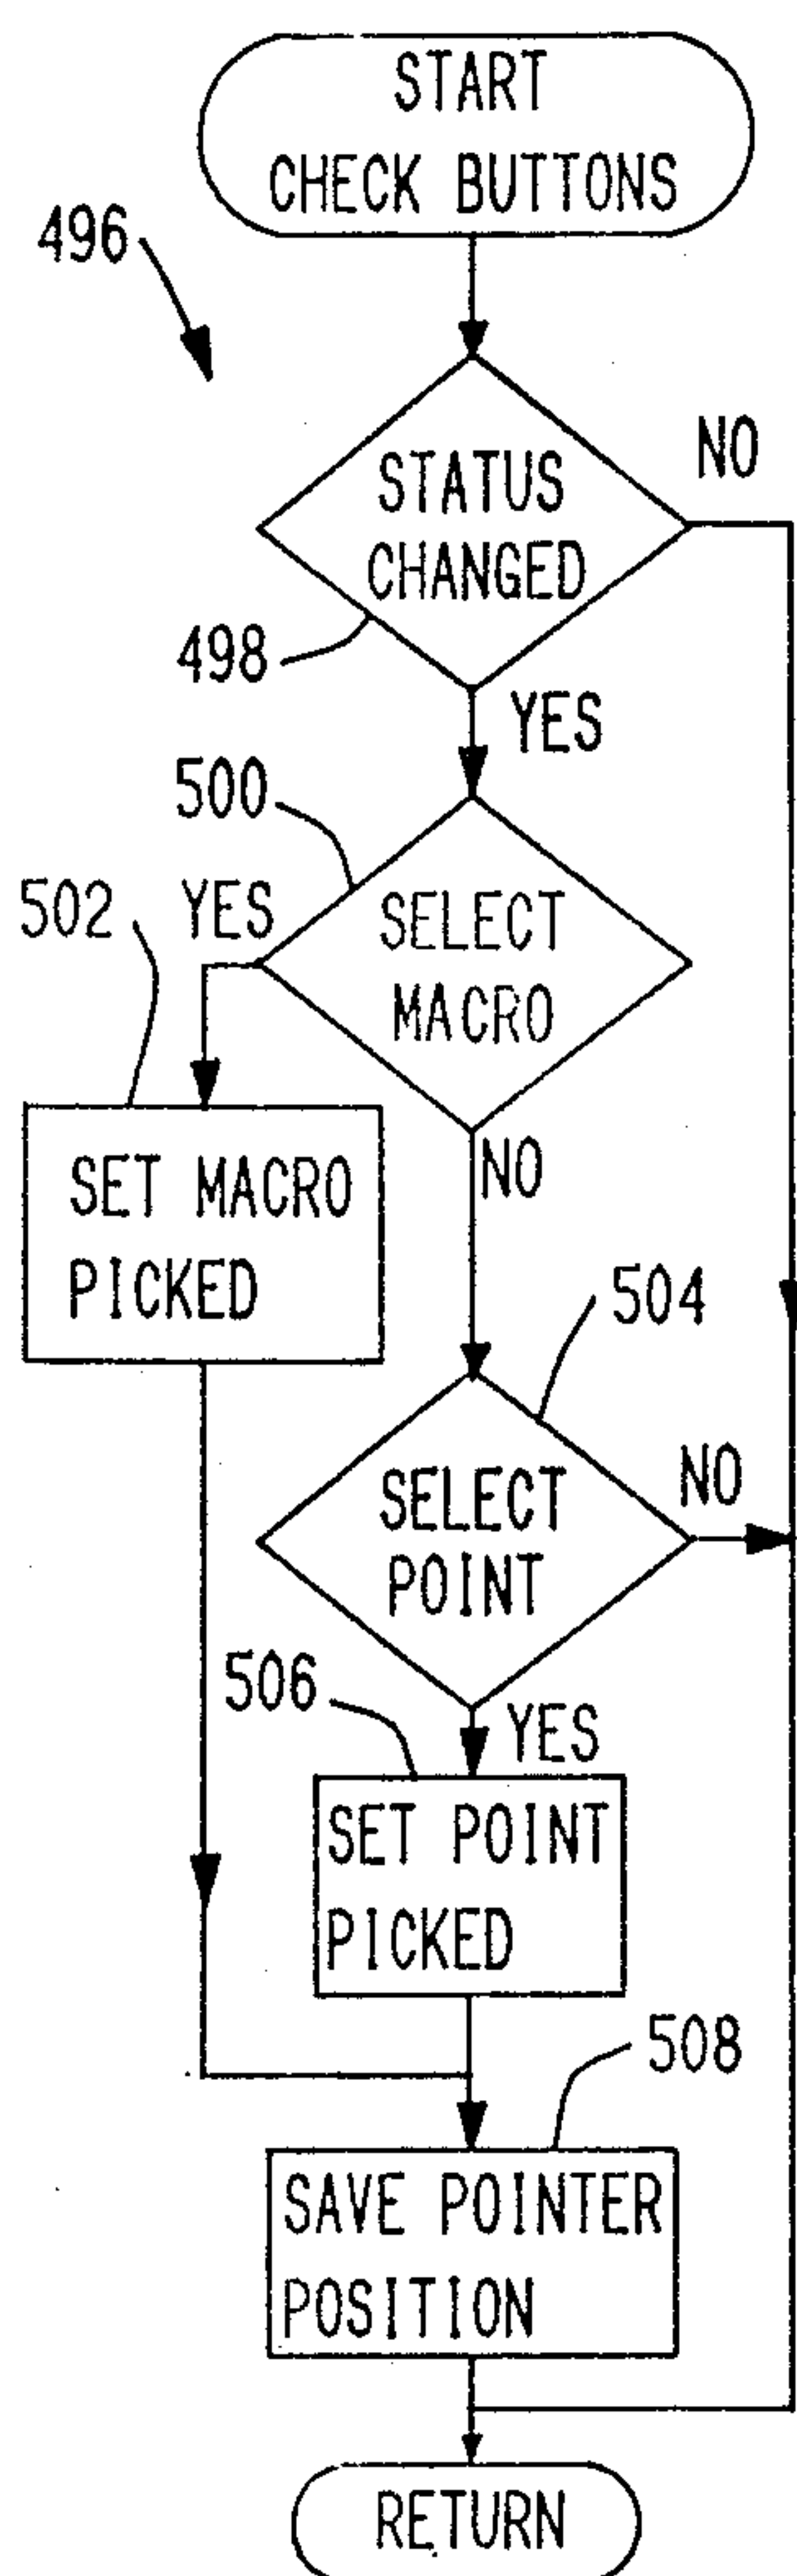 START
CHECK BUTTONS
496
STATUS
CHANGED
NO
498
YES
500
SELECT
MACRO
YES
502
NO
SET MACRO
PICKED
504
SELECT
POINT
NO
506
YES
SET POINT
PICKED
508
SAVE POINTER
POSITION
RETURN